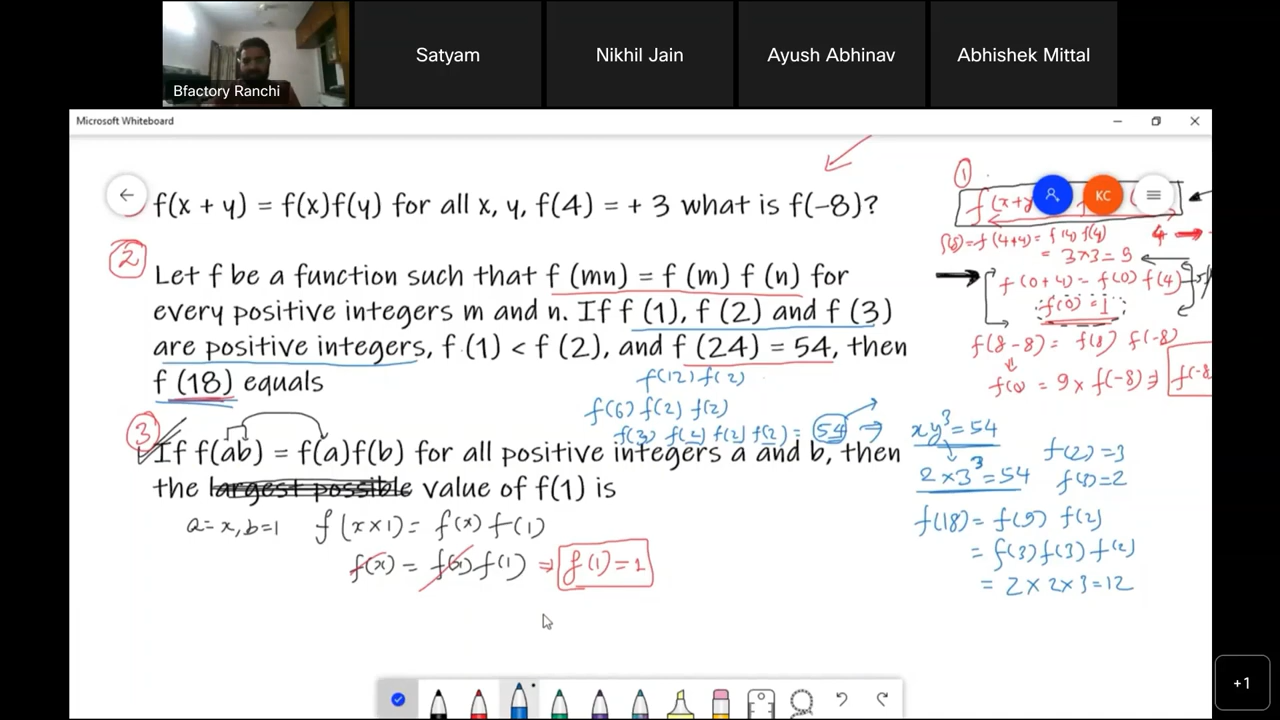 Satyam
Nikhil Jain
Ayush Abhinav
Abhishek Mittal
Bfactory Ranchi
Microsoft Whiteboard
f(x + y) = f(x)f(y) for all x, y, f(4) = + 3 what is f(-8)?
2
Let f be a function such that f (mn) = f (m) f (n) for
every positive integers m and n. If f (1), f (2) and f (3)
are positive integers, f (1) < f (2), and f (24) = 54, then
f (18) equals
f(12) f(2)
f(6) f(2) f(2)
f(3) f(2) f(2) f(2) = 54 ⇒
3
If f(ab) = f(a)f(b) for all positive integers a and b, then
the largest possible value of f(1) is
a=x, b=1 f(x×1) = f(x) f(1)
f(x) = f(x) f(1) ⇒ f(1)=1
1
KC
f(8)=f(4+4)= f(4) f(4)
4 →
= 3×3=9
f(0+4) = f(0) f(4)
f(0) = 1
f(8-8) = f(8) f(-8)
f(0) = 9 × f(-8) ⇒ f(-8
xy³=54
2×3³=54
f(2)=3
f(3)=2
f(18) = f(9) f(2)
= f(3) f(3) f(2)
= 2×2×3=12
+1